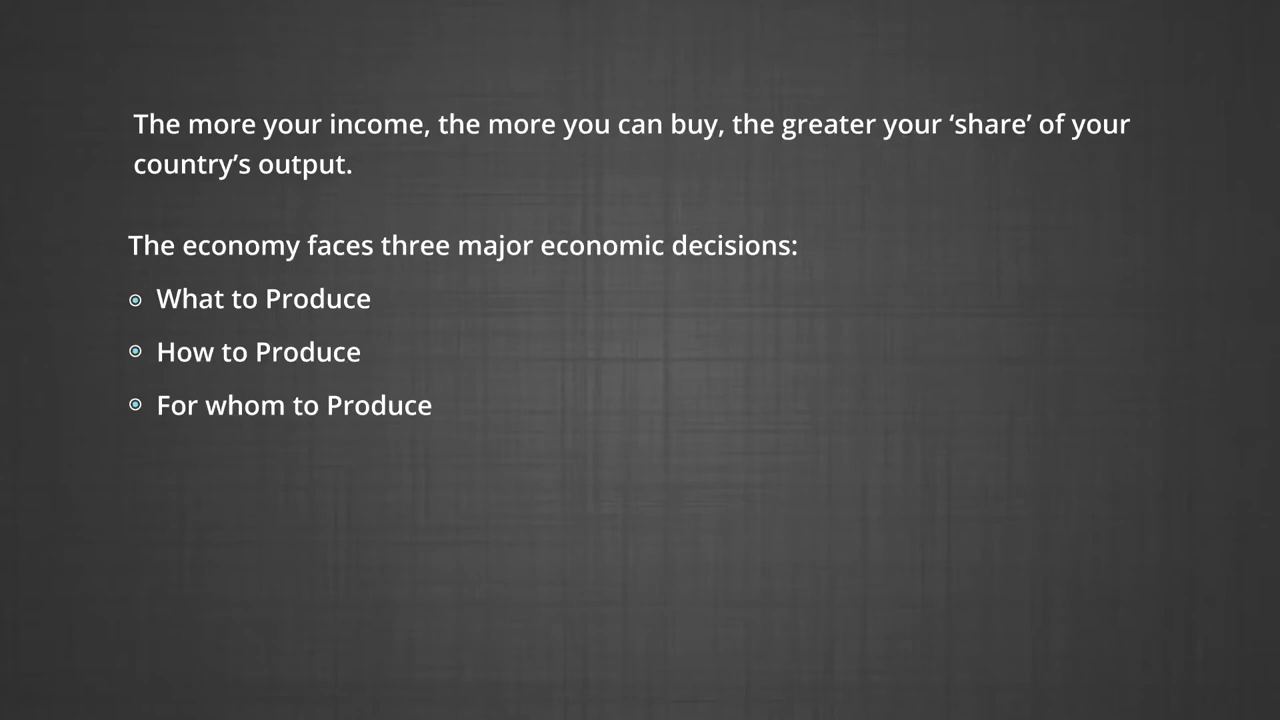 The more your income, the more you can buy, the greater your ‘share’ of your
country’s output.
The economy faces three major economic decisions:
What to Produce
How to Produce
For whom to Produce